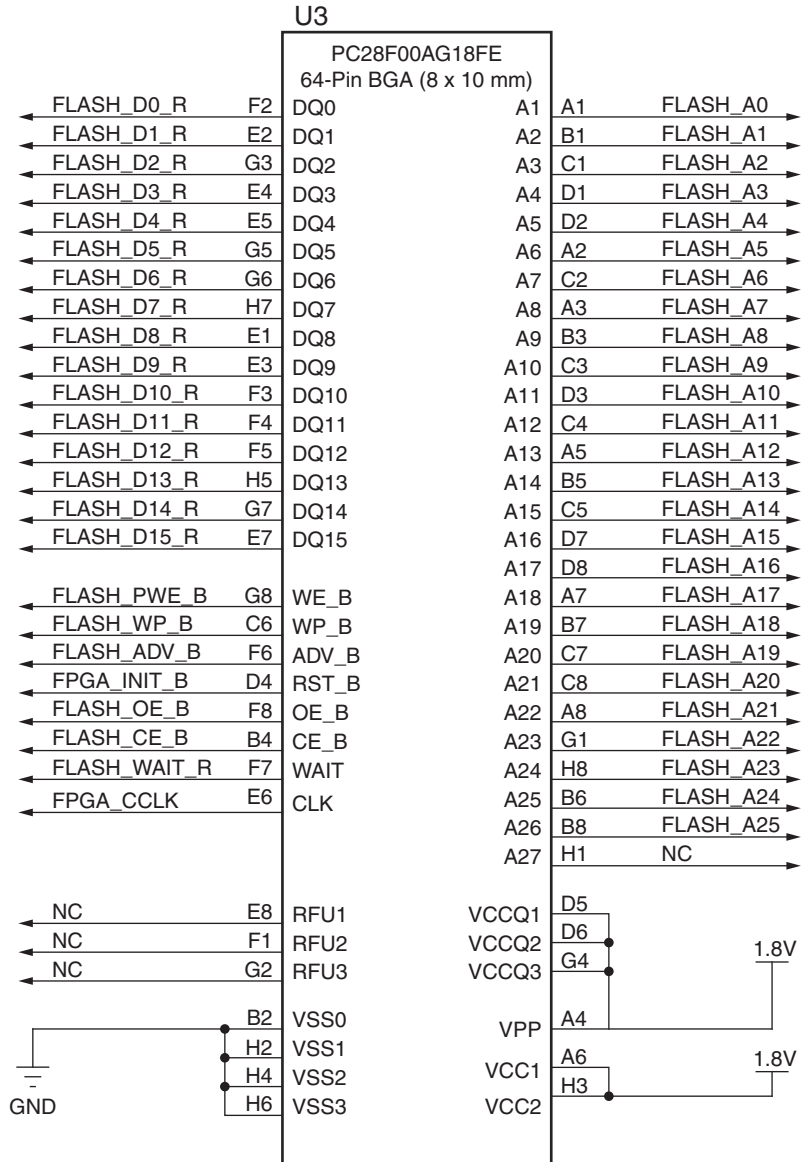 U3
PC28F00AG18FE
64-Pin BGA (8 x 10 mm)
FLASH_D0_R F2 DQ0 A1 A1 FLASH_A0
FLASH_D1_R E2 DQ1 A2 B1 FLASH_A1
FLASH_D2_R G3 DQ2 A3 C1 FLASH_A2
FLASH_D3_R E4 DQ3 A4 D1 FLASH_A3
FLASH_D4_R E5 DQ4 A5 D2 FLASH_A4
FLASH_D5_R G5 DQ5 A6 A2 FLASH_A5
FLASH_D6_R G6 DQ6 A7 C2 FLASH_A6
FLASH_D7_R H7 DQ7 A8 A3 FLASH_A7
FLASH_D8_R E1 DQ8 A9 B3 FLASH_A8
FLASH_D9_R E3 DQ9 A10 C3 FLASH_A9
FLASH_D10_R F3 DQ10 A11 D3 FLASH_A10
FLASH_D11_R F4 DQ11 A12 C4 FLASH_A11
FLASH_D12_R F5 DQ12 A13 A5 FLASH_A12
FLASH_D13_R H5 DQ13 A14 B5 FLASH_A13
FLASH_D14_R G7 DQ14 A15 C5 FLASH_A14
FLASH_D15_R E7 DQ15 A16 D7 FLASH_A15
A17 D8 FLASH_A16
FLASH_PWE_B G8 WE_B A18 A7 FLASH_A17
FLASH_WP_B C6 WP_B A19 B7 FLASH_A18
FLASH_ADV_B F6 ADV_B A20 C7 FLASH_A19
FPGA_INIT_B D4 RST_B A21 C8 FLASH_A20
FLASH_OE_B F8 OE_B A22 A8 FLASH_A21
FLASH_CE_B B4 CE_B A23 G1 FLASH_A22
FLASH_WAIT_R F7 WAIT A24 H8 FLASH_A23
FPGA_CCLK E6 CLK A25 B6 FLASH_A24
A26 B8 FLASH_A25
A27 H1 NC
NC E8 RFU1 VCCQ1 D5
NC F1 RFU2 VCCQ2 D6 1.8V
NC G2 RFU3 VCCQ3 G4
B2 VSS0 VPP A4
H2 VSS1 VCC1 A6 1.8V
H4 VSS2
GND H6 VSS3 VCC2 H3